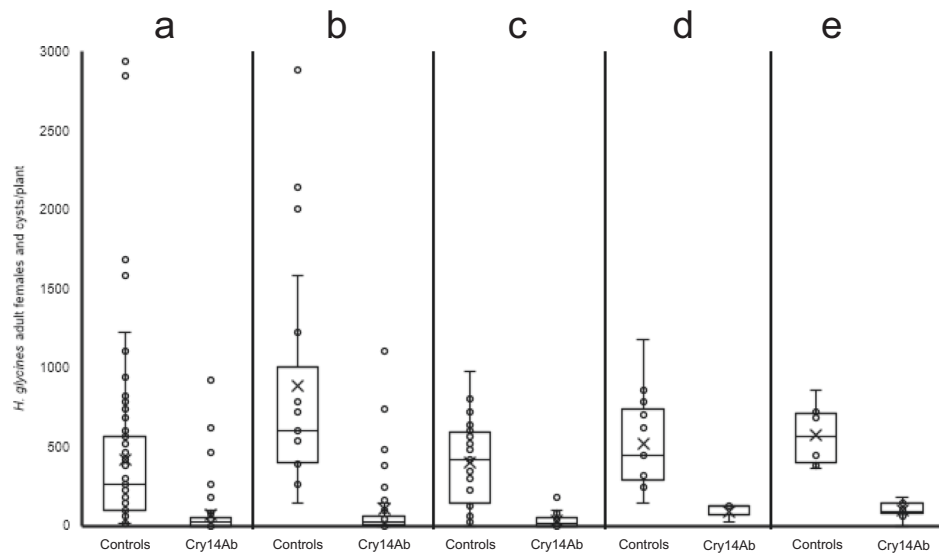 a b c d e
3000
2500
2000
1500
1000
500
0
H. glycines adult females and cysts/plant
Controls Cry14Ab Controls Cry14Ab Controls Cry14Ab Controls Cry14Ab Controls Cry14Ab